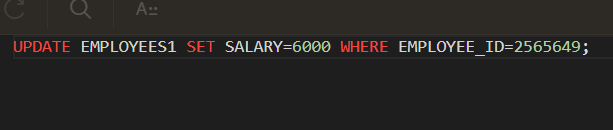 A::
UPDATE EMPLOYEES1 SET SALARY=6000 WHERE EMPLOYEE_ID=2565649;